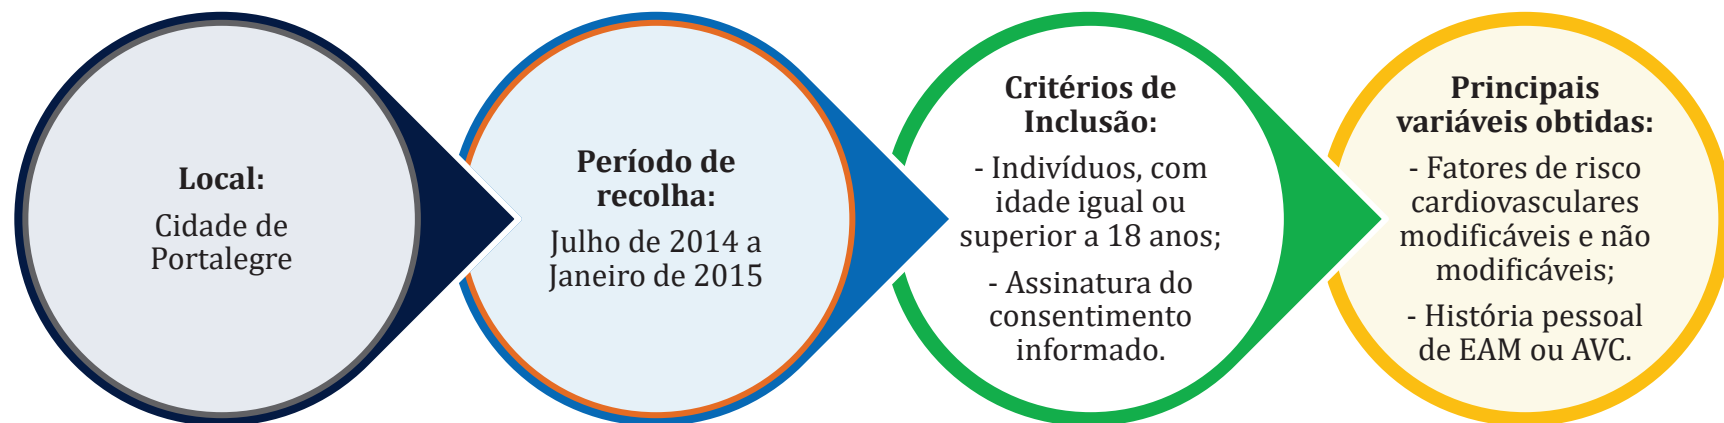 Local:
Cidade de
Portalegre
Período de
recolha:
Julho de 2014 a
Janeiro de 2015
Critérios de
Inclusão:
- Indivíduos, com
idade igual ou
superior a 18 anos;
- Assinatura do
consentimento
informado.
Principais
variáveis obtidas:
- Fatores de risco
cardiovasculares
modificáveis e não
modificáveis;
- História pessoal
de EAM ou AVC.